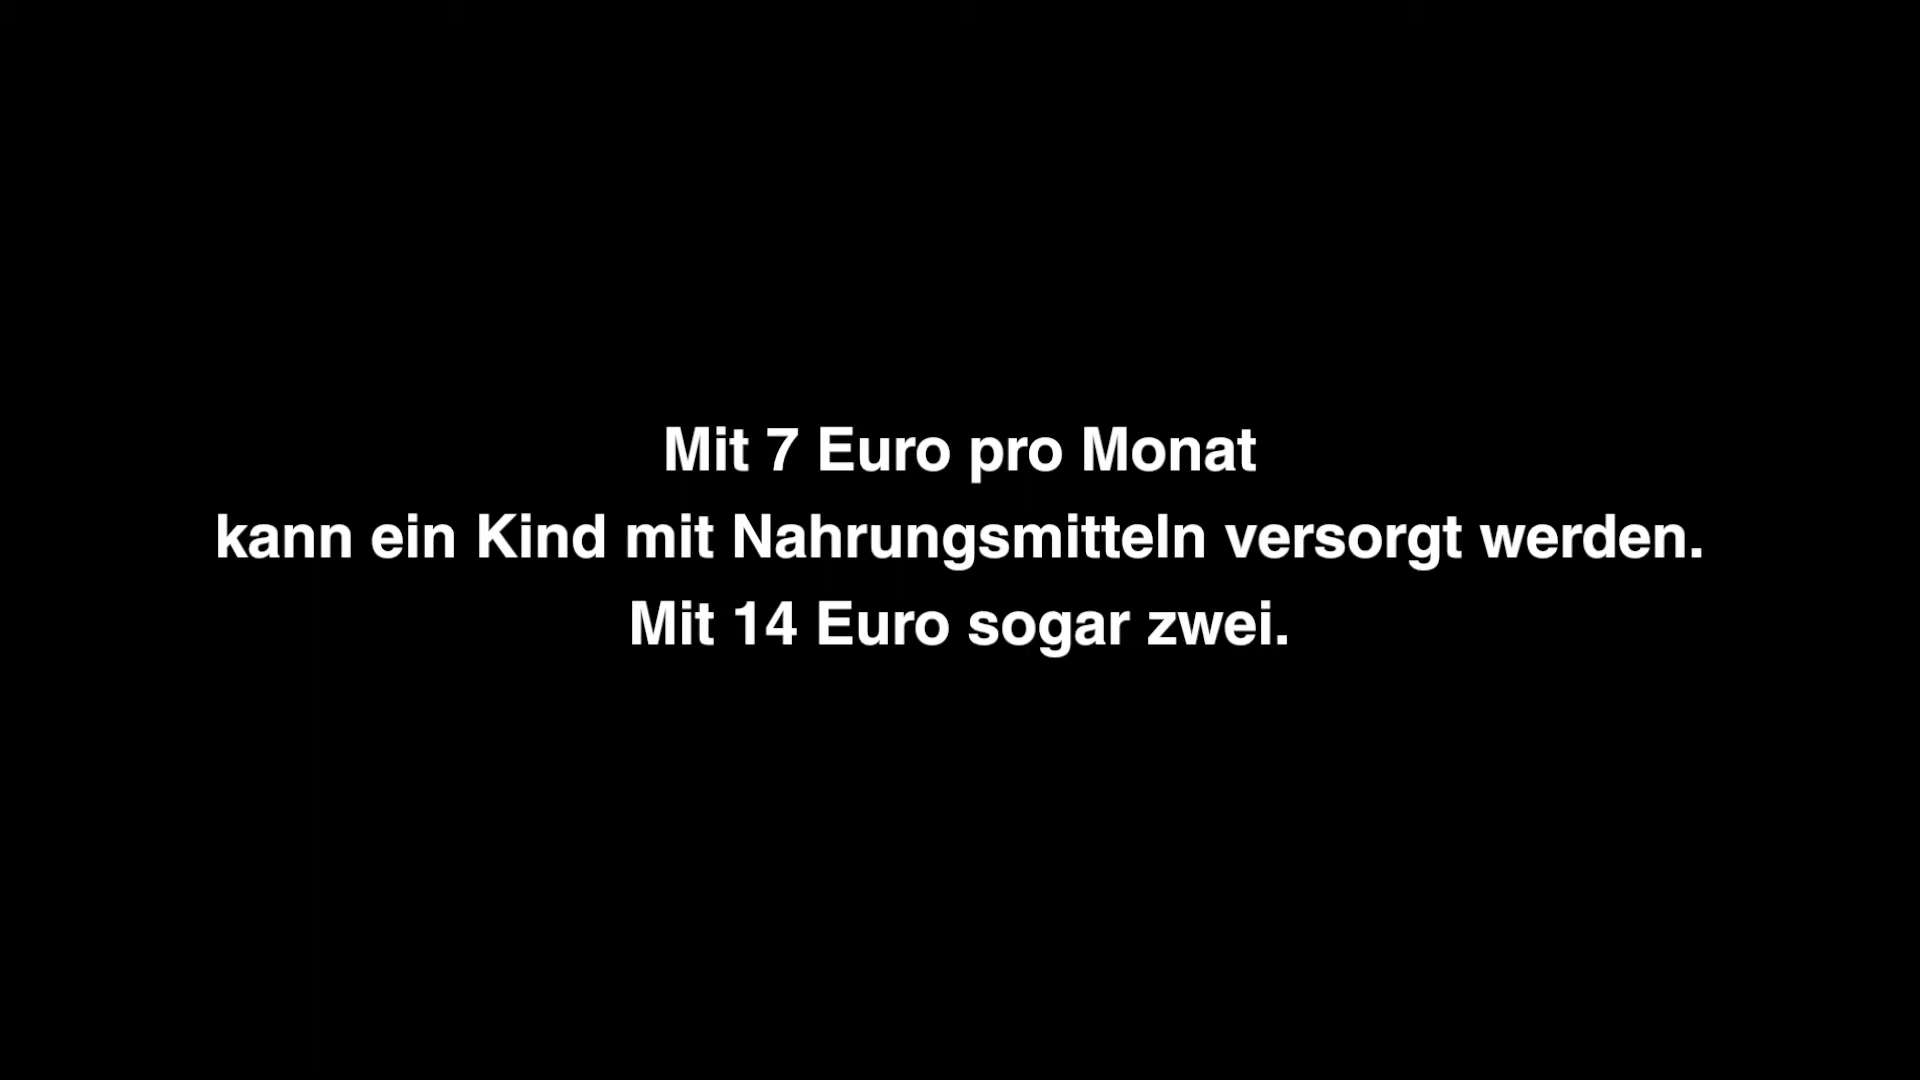 Mit 7 Euro pro Monat
kann ein Kind mit Nahrungsmitteln versorgt werden.
Mit 14 Euro sogar zwei.